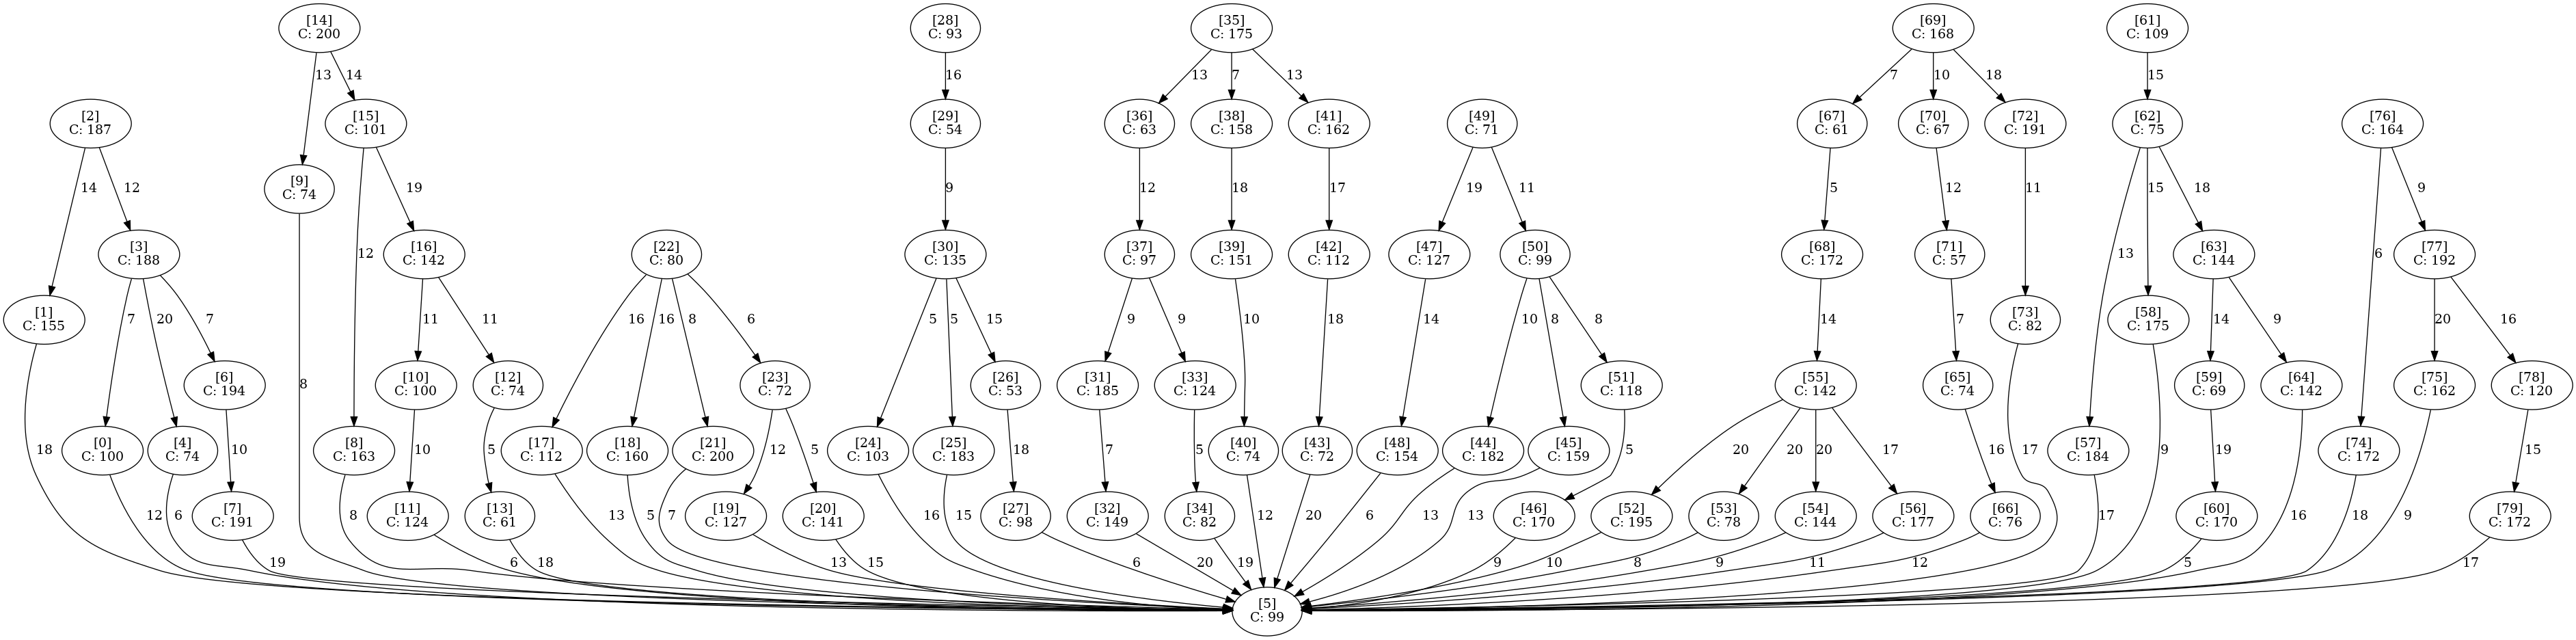 [14]
C: 200
[28]
C: 93
[35]
C: 175
[69]
C: 168
[61]
C: 109
13
14
16
13
7
13
7
10
18
15
[2]
C: 187
[15]
C: 101
[29]
C: 54
[36]
C: 63
[38]
C: 158
[41]
C: 162
[49]
C: 71
[67]
C: 61
[70]
C: 67
[72]
C: 191
[62]
C: 75
[76]
C: 164
14
12
[9]
C: 74
19
9
12
18
17
19
11
5
12
11
15
18
9
12
13
6
[3]
C: 188
[16]
C: 142
[22]
C: 80
[30]
C: 135
[37]
C: 97
[39]
C: 151
[42]
C: 112
[47]
C: 127
[50]
C: 99
[68]
C: 172
[71]
C: 57
[63]
C: 144
[77]
C: 192
[1]
C: 155
7
20
7
11
11
16
16
8
6
5
5
15
9
9
10
18
14
10
8
8
14
7
[73]
C: 82
[58]
C: 175
14
9
20
16
8
[6]
C: 194
[10]
C: 100
[12]
C: 74
[23]
C: 72
[26]
C: 53
[31]
C: 185
[33]
C: 124
[51]
C: 118
[55]
C: 142
[65]
C: 74
[59]
C: 69
[64]
C: 142
[75]
C: 162
[78]
C: 120
18
[0]
C: 100
[4]
C: 74
10
[8]
C: 163
10
5
[17]
C: 112
[18]
C: 160
[21]
C: 200
12
5
[24]
C: 103
[25]
C: 183
18
7
5
[40]
C: 74
[43]
C: 72
[48]
C: 154
[44]
C: 182
[45]
C: 159
5
20
20
20
17
16
17
[57]
C: 184
9
19
[74]
C: 172
15
12
6
[7]
C: 191
8
[11]
C: 124
[13]
C: 61
13
5
7
[19]
C: 127
[20]
C: 141
16
15
[27]
C: 98
[32]
C: 149
[34]
C: 82
12
20
6
13
13
[46]
C: 170
[52]
C: 195
[53]
C: 78
[54]
C: 144
[56]
C: 177
[66]
C: 76
17
[60]
C: 170
16
18
9
[79]
C: 172
19
6
18
13
15
6
20
19
9
10
8
9
11
12
5
17
[5]
C: 99